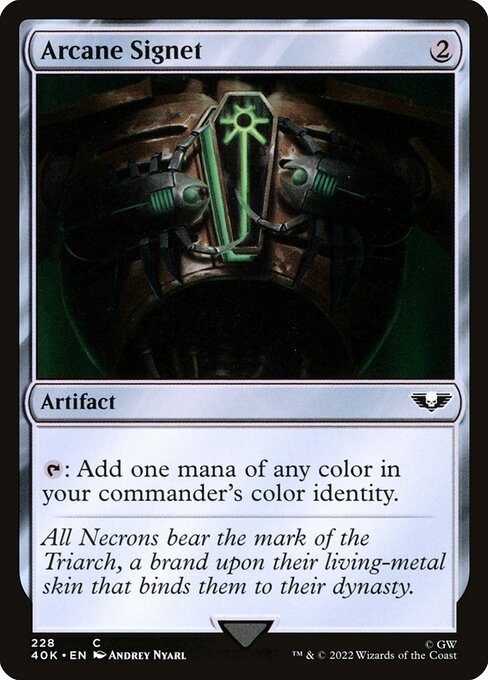 Arcane Signet 2
Artifact
: Add one mana of any color in
your commander's color identity.
All Necrons bear the mark of the
Triarch, a brand upon their living-metal
skin that binds them to their dynasty.
228 C © GW
40K • EN Andrey Nyarl ™ & © 2022 Wizards of the Coast